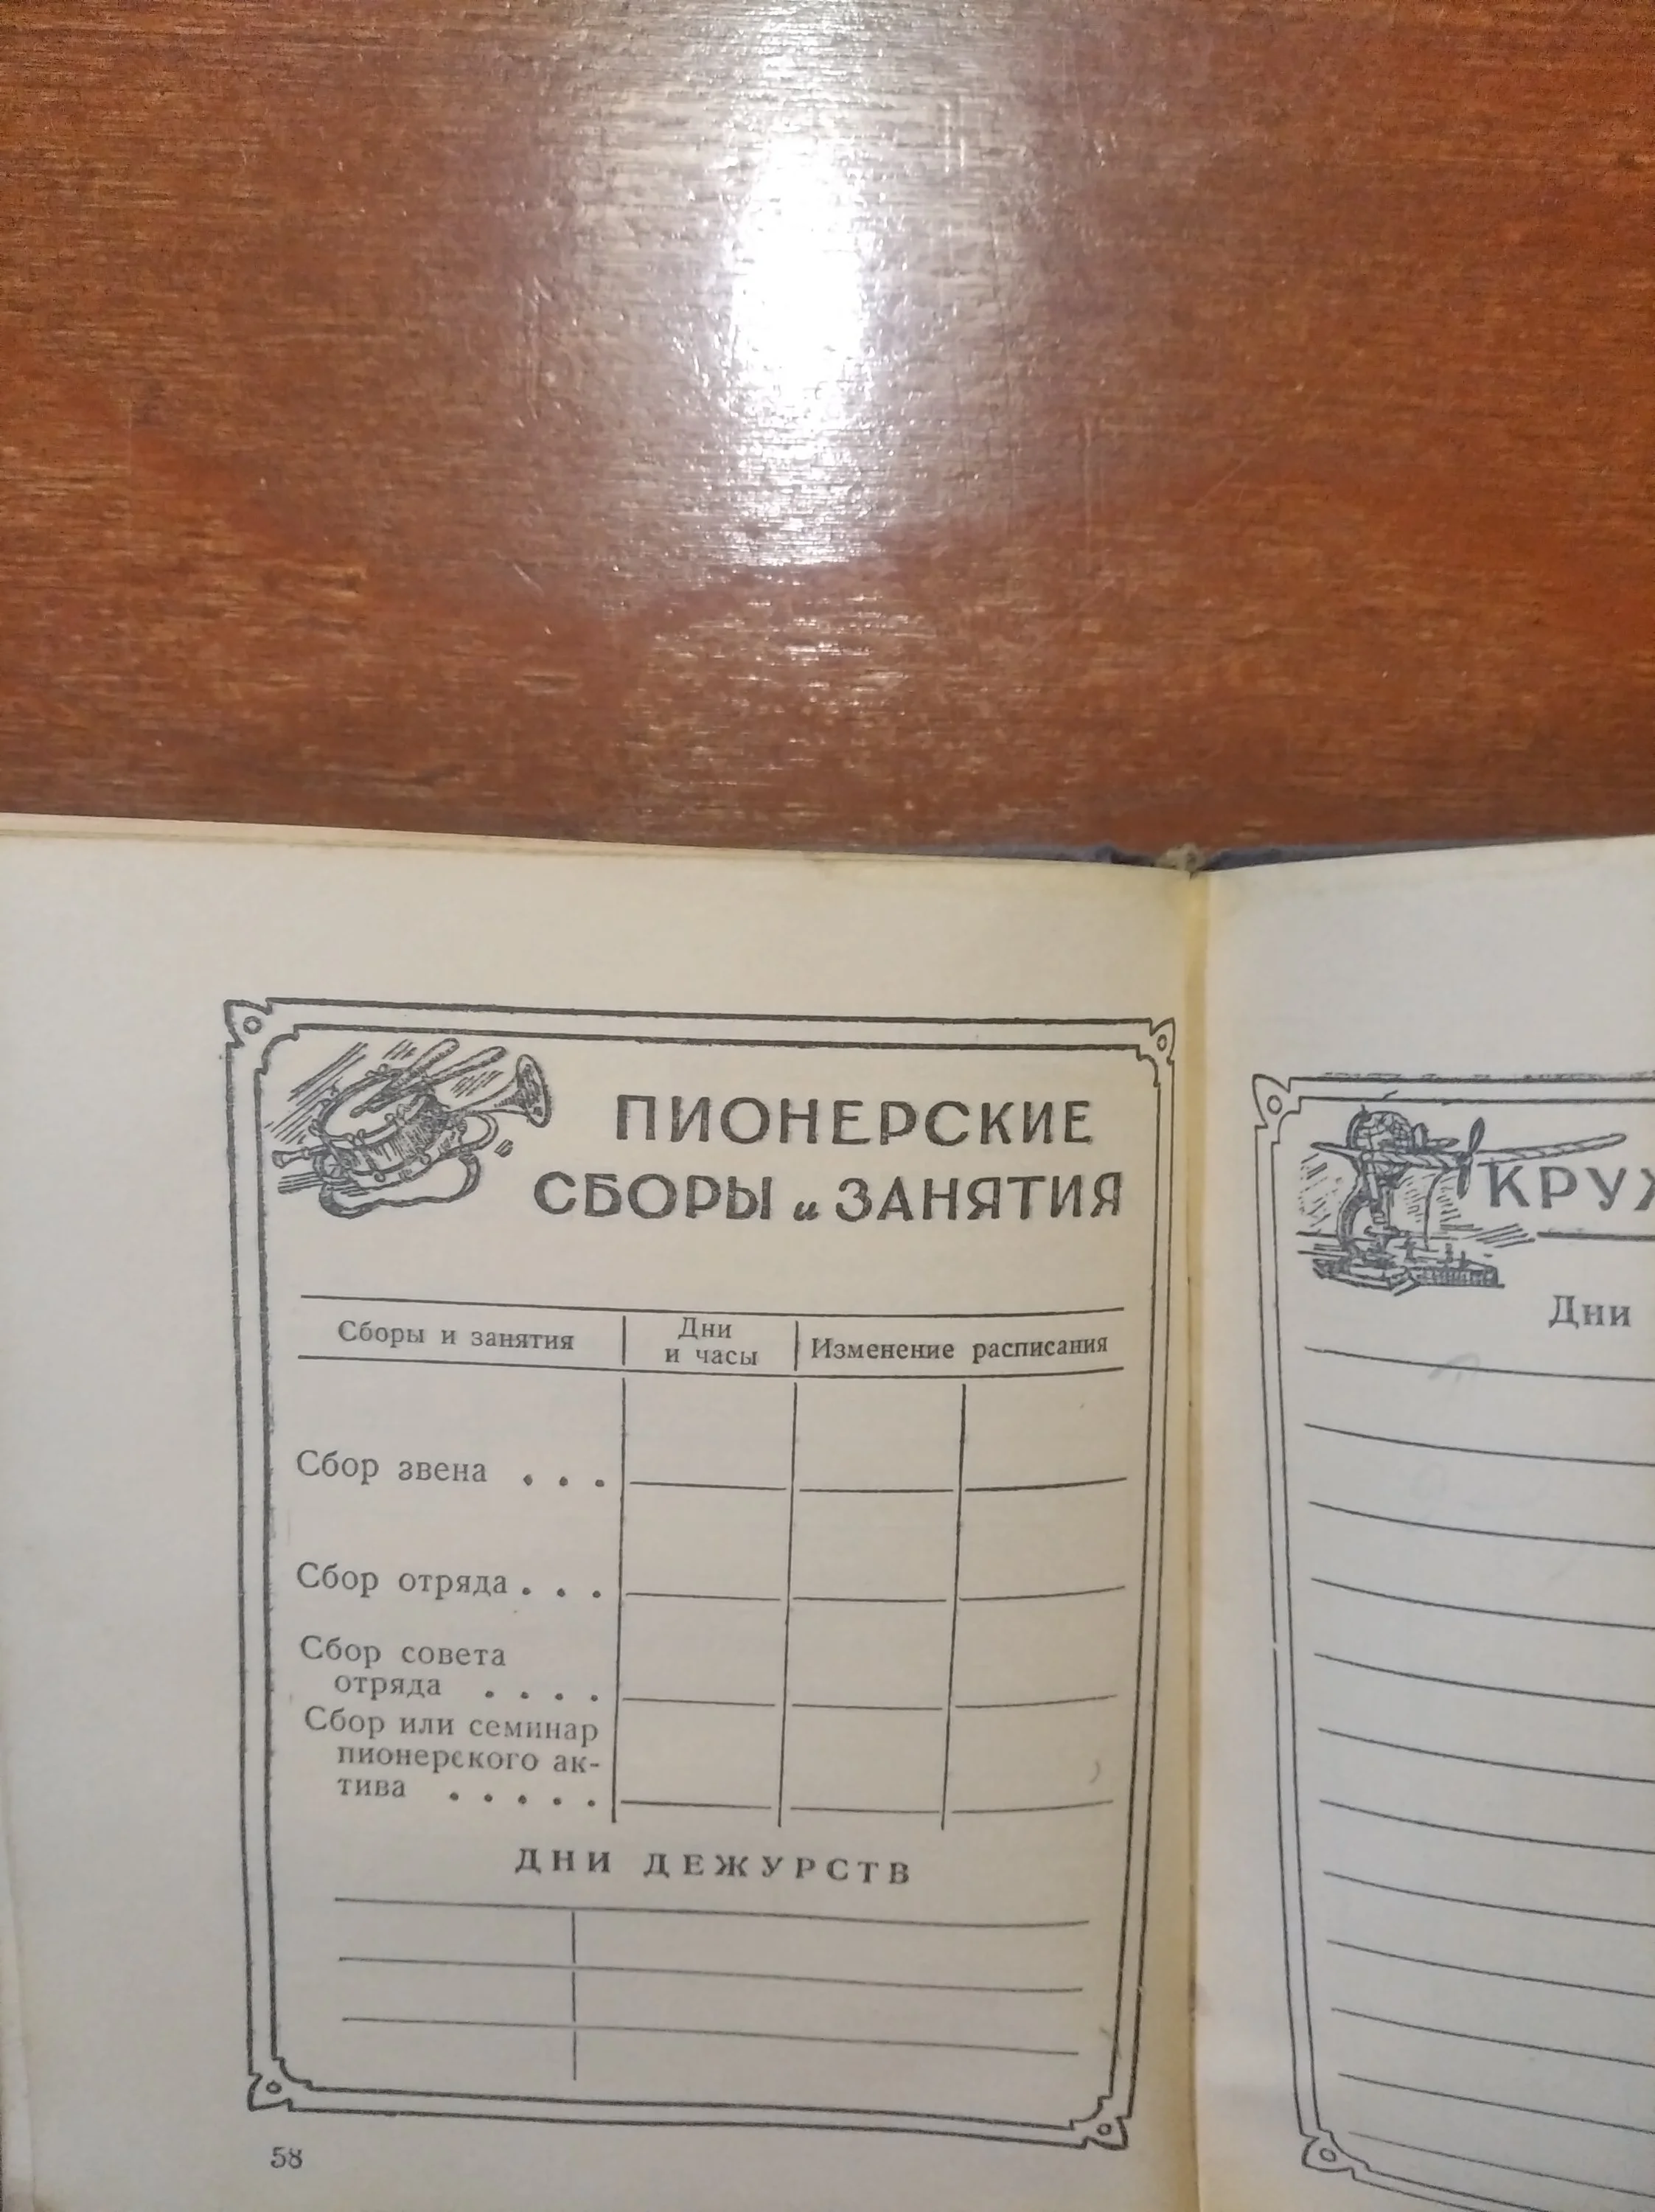 ПИОНЕРСКИЕ
СБОРЫ и ЗАНЯТИЯ
Сборы и занятия
Дни
и часы
Изменение расписания
Сбор звена . . .
Сбор отряда . . .
Сбор совета
отряда . . . .
Сбор или семинар
пионерского ак-
тива . . . . .
ДНИ ДЕЖУРСТВ
58
Дни